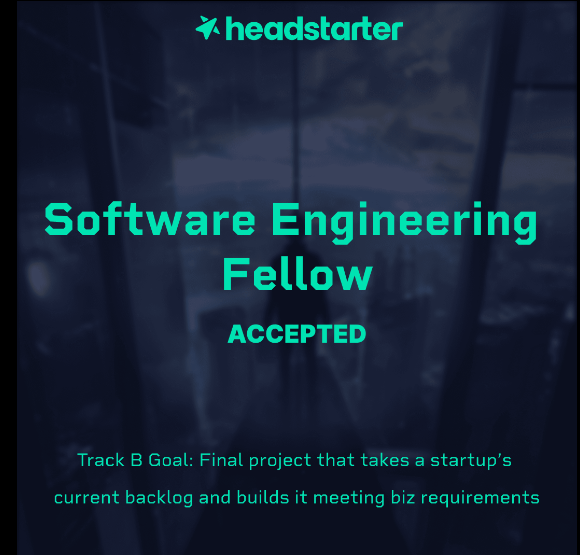 headstarter
Software Engineering
Fellow
ACCEPTED
Track B Goal: Final project that takes a startup's
current backlog and builds it meeting biz requirements